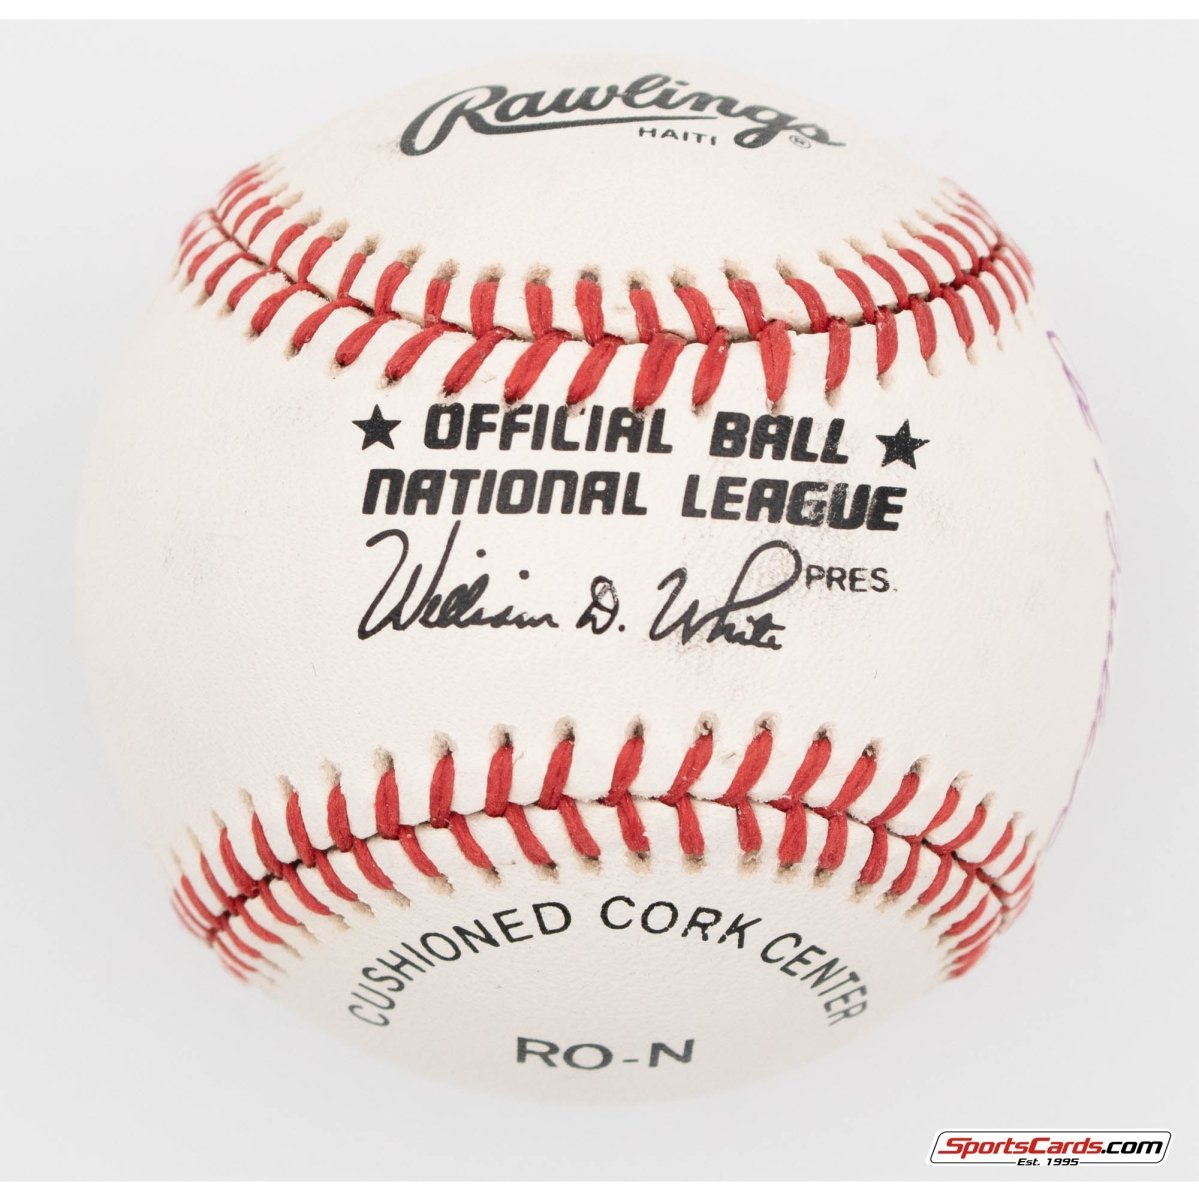 Rawlings®
HAITI
★ OFFICIAL BALL ★
NATIONAL LEAGUE
William D. White PRES.
CUSHIONED CORK CENTER
RO-N
SportsCards.com
Est. 1995